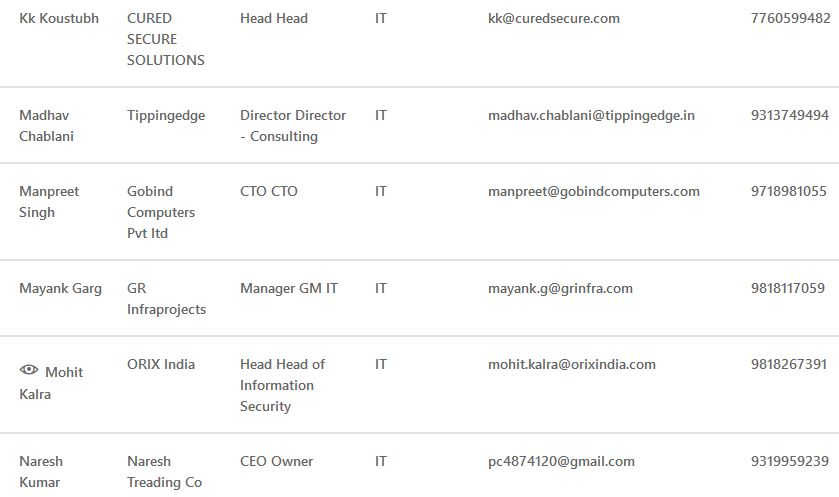 Kk Koustubh CURED Head Head IT kk@curedsecure.com 7760599482
SECURE
SOLUTIONS
Madhav Tippingedge Director Director IT madhav.chablani@tippingedge.in 9313749494
Chablani - Consulting
Manpreet Gobind CTO CTO IT manpreet@gobindcomputers.com 9718981055
Singh Computers
Pvt ltd
Mayank Garg GR Manager GM IT IT mayank.g@grinfra.com 9818117059
Infraprojects
Mohit ORIX India Head Head of IT mohit.kalra@orixindia.com 9818267391
Kalra Information
Security
Naresh Naresh CEO Owner IT pc4874120@gmail.com 9319959239
Kumar Treading Co